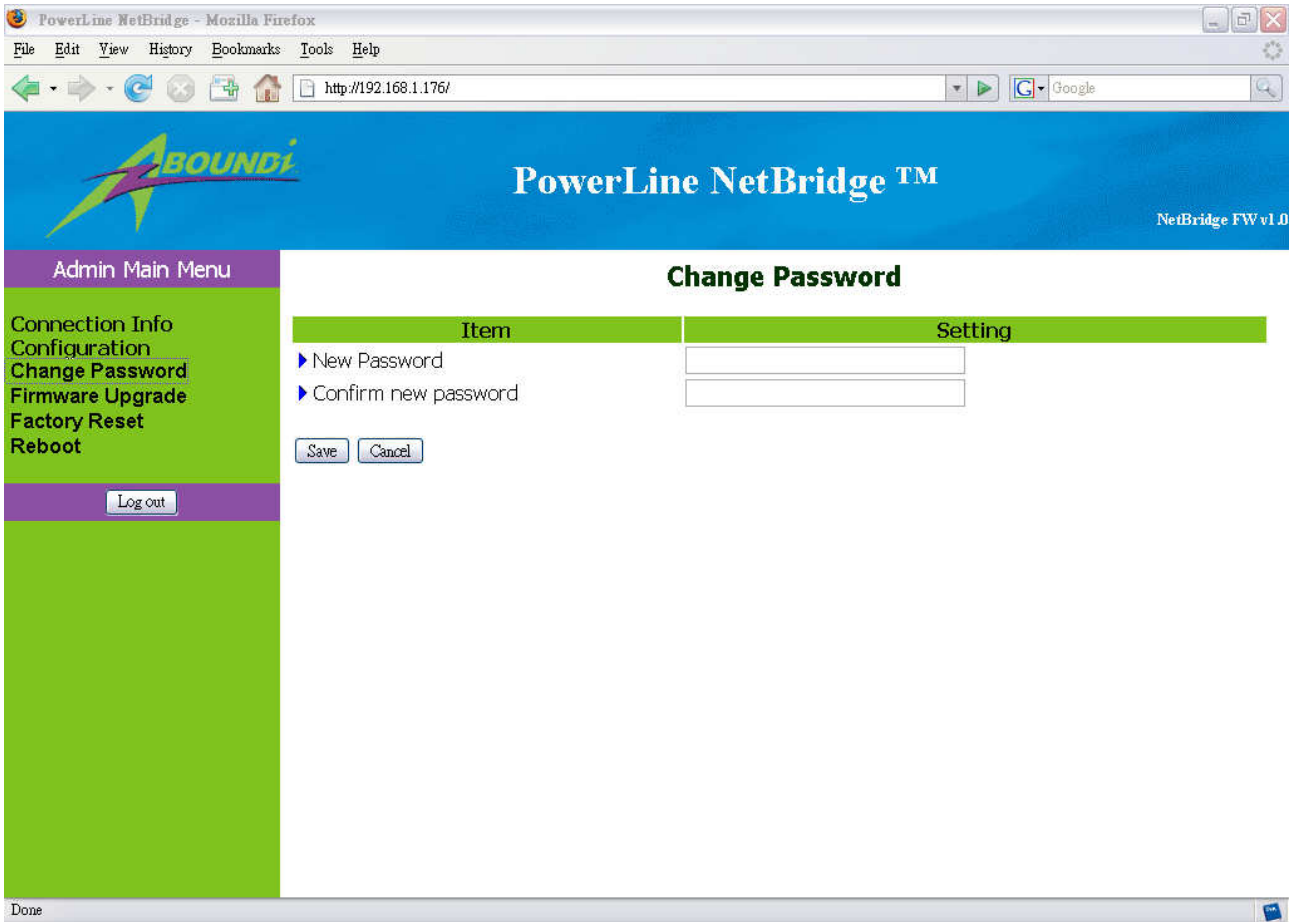 PowerLine NetBridge - Mozilla Firefox
File Edit View History Bookmarks Tools Help
http://192.168.1.176/
G Google
ABOUNDi
PowerLine NetBridge ™
NetBridge FW v1.0
Admin Main Menu
Connection Info
Configuration
Change Password
Firmware Upgrade
Factory Reset
Reboot
Log out
Change Password
Item Setting
New Password
Confirm new password
Save Cancel
Done